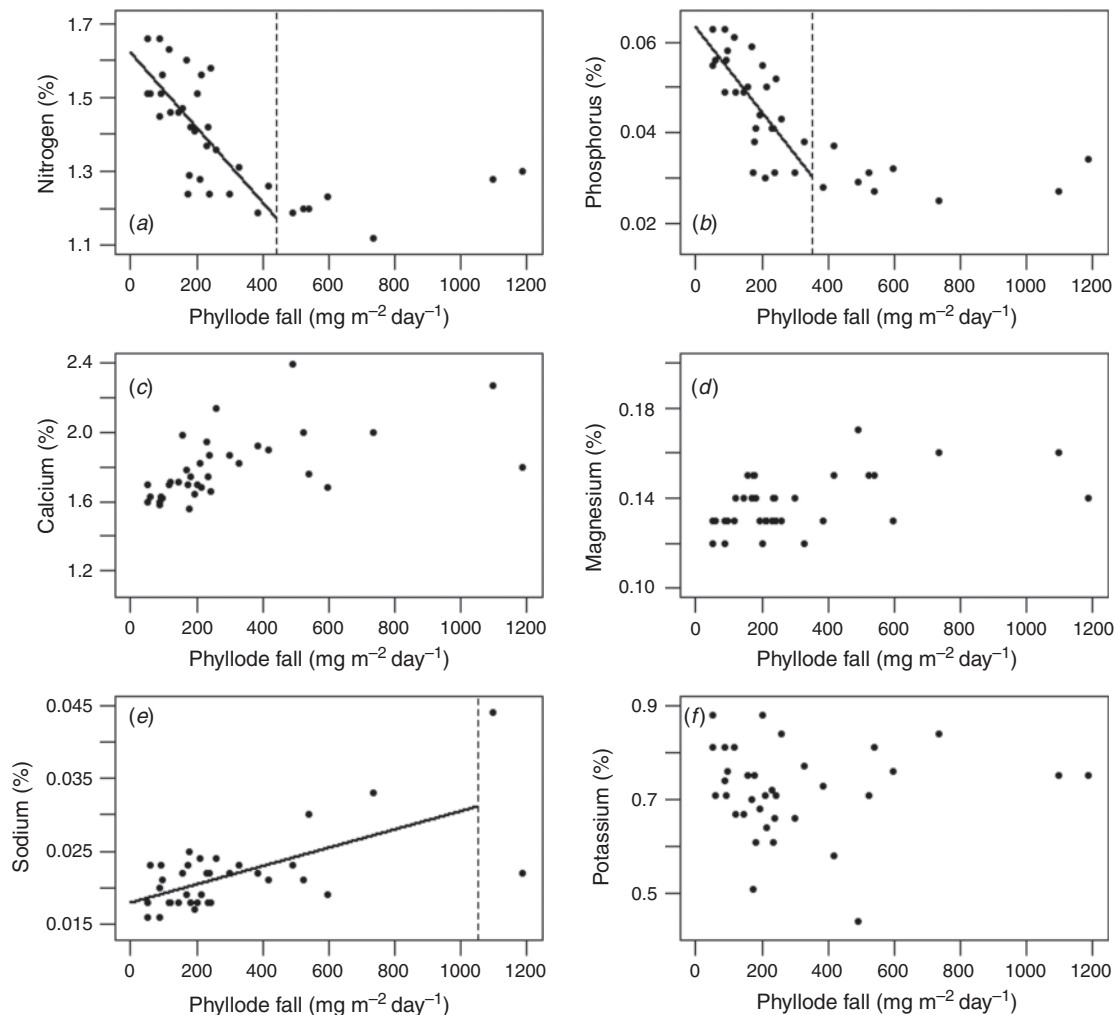 1.7
1.5
1.3
1.1
Nitrogen (%)
(a)
0 200 400 600 800 1000 1200
Phyllode fall (mg m⁻² day⁻¹)
0.06
0.04
0.02
Phosphorus (%)
(b)
0 200 400 600 800 1000 1200
Phyllode fall (mg m⁻² day⁻¹)
2.4
2.0
1.6
1.2
Calcium (%)
(c)
0 200 400 600 800 1000 1200
Phyllode fall (mg m⁻² day⁻¹)
0.18
0.14
0.10
Magnesium (%)
(d)
0 200 400 600 800 1000 1200
Phyllode fall (mg m⁻² day⁻¹)
0.045
0.035
0.025
0.015
Sodium (%)
(e)
0 200 400 600 800 1000 1200
Phyllode fall (mg m⁻² day⁻¹)
0.9
0.7
0.5
Potassium (%)
(f)
0 200 400 600 800 1000 1200
Phyllode fall (mg m⁻² day⁻¹)